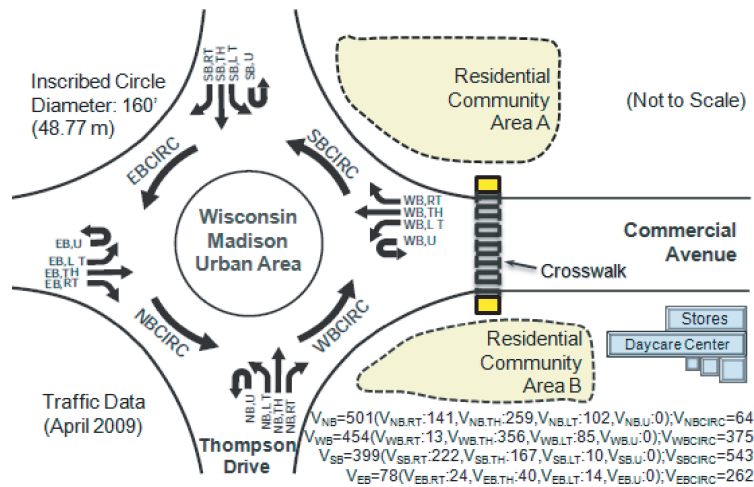 Inscribed Circle
Diameter: 160’
(48.77 m)
SB,RT
SB,TH
SB,L T
SB,U
Residential
Community
Area A
(Not to Scale)
EBCIRC
SBCIRC
WB,RT
WB,TH
WB,L T
WB,U
Wisconsin
Madison
Urban Area
EB,U
EB,L T
EB,TH
EB,RT
Commercial
Avenue
Crosswalk
NBCIRC
WBCIRC
Stores
Daycare Center
Residential
Community
Area B
NB,U
NB,L T
NB,TH
NB,RT
Traffic Data
(April 2009)
Thompson
Drive
VNB=501(VNB.RT:141,VNB.TH:259,VNB.LT:102,VNB.U:0);VNBCIRC=64
VWB=454(VWB.RT:13,VWB.TH:356,VWB.LT:85,VWB.U:0);VWBCIRC=375
VSB=399(VSB.RT:222,VSB.TH:167,VSB.LT:10,VSB.U:0);VSBCIRC=543
VEB=78(VEB.RT:24,VEB.TH:40,VEB.LT:14,VEB.U:0);VEBCIRC=262